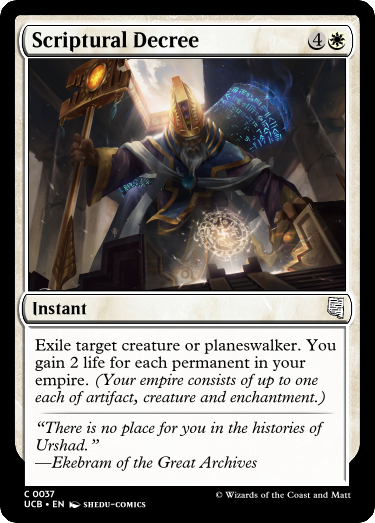 Scriptural Decree 4
Instant
Exile target creature or planeswalker. You
gain 2 life for each permanent in your
empire. (Your empire consists of up to one
each of artifact, creature and enchantment.)
“There is no place for you in the histories of
Urshad.”
—Ekebram of the Great Archives
C 0037
UCB • EN SHEDU-COMICS
© Wizards of the Coast and Matt